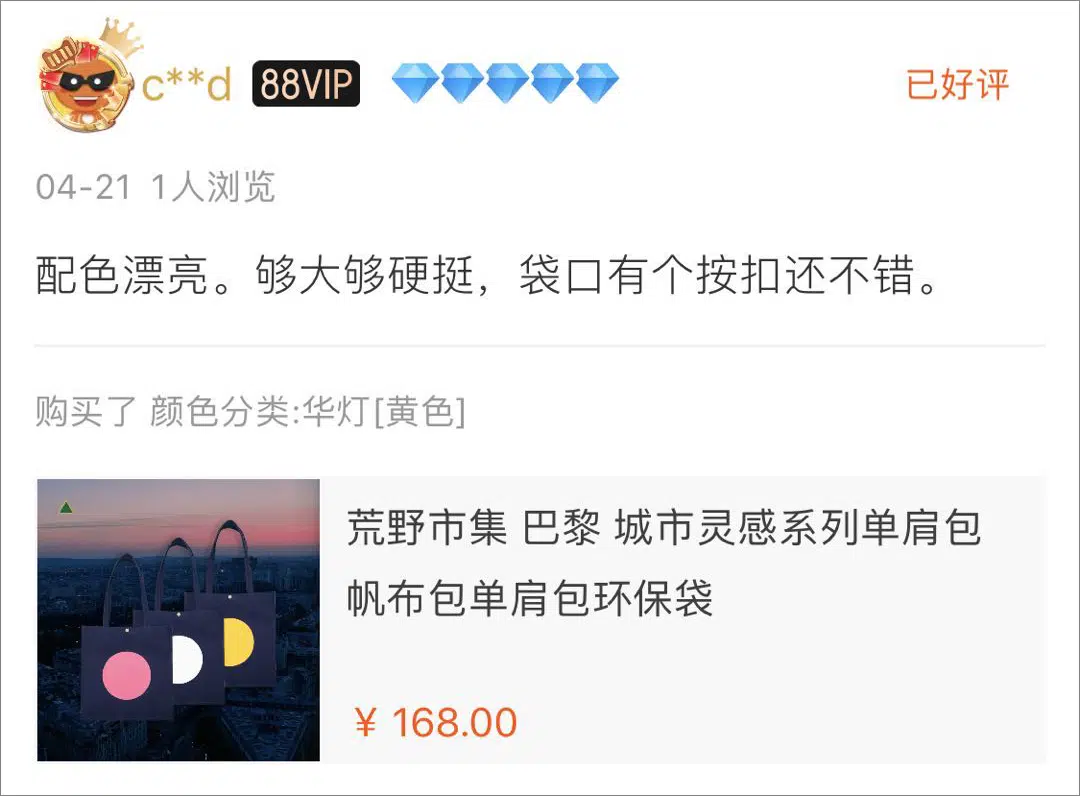 c**d 88VIP 已好评
04-21 1人浏览
配色漂亮。够大够硬挺，袋口有个按扣还不错。
购买了 颜色分类:华灯[黄色]
荒野市集 巴黎 城市灵感系列单肩包
帆布包单肩包环保袋
¥ 168.00